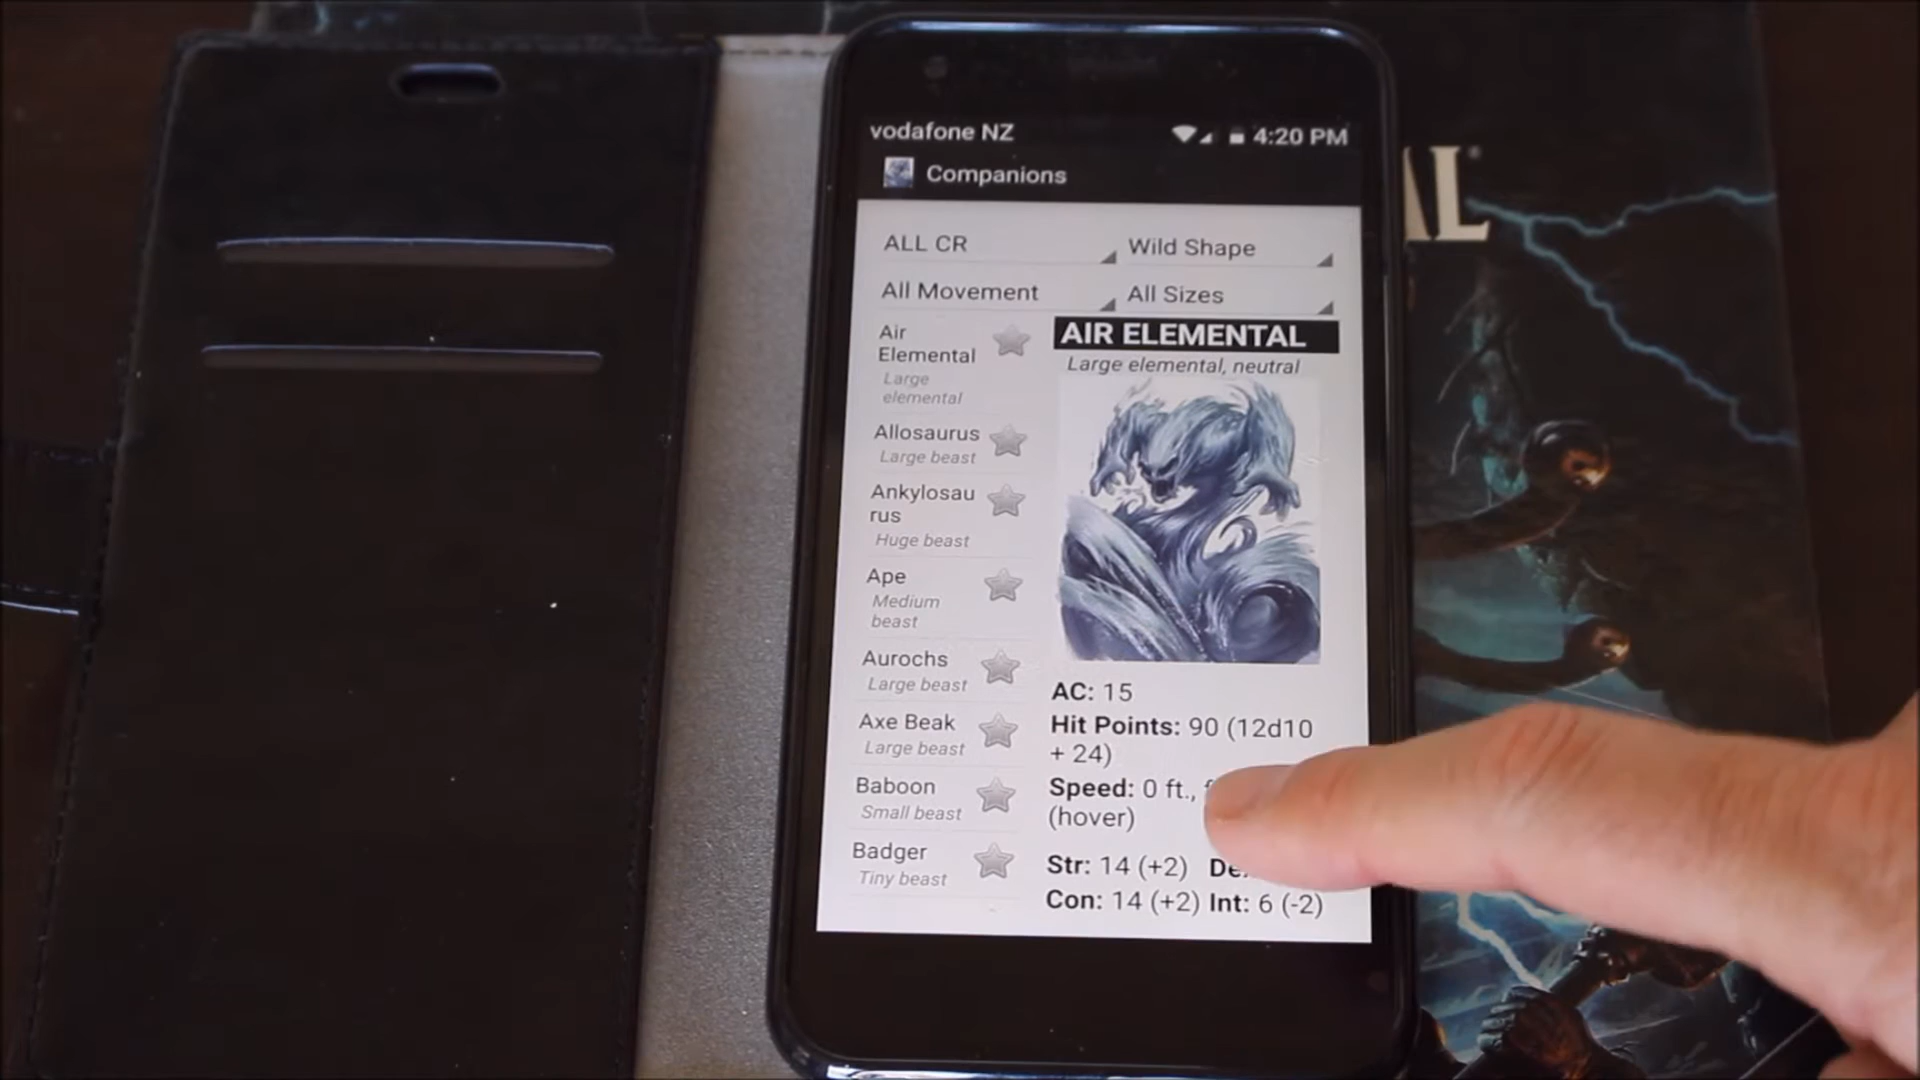 vodafone NZ
4:20 PM
Companions
ALL CR
Wild Shape
All Movement
All Sizes
Air
Elemental
Large
elemental
Allosaurus
Large beast
Ankylosau
rus
Huge beast
Ape
Medium
beast
Aurochs
Large beast
Axe Beak
Large beast
Baboon
Small beast
Badger
Tiny beast
AIR ELEMENTAL
Large elemental, neutral
AC: 15
Hit Points: 90 (12d10
+ 24)
Speed: 0 ft.,
(hover)
Str: 14 (+2)
Con: 14 (+2) Int: 6 (-2)